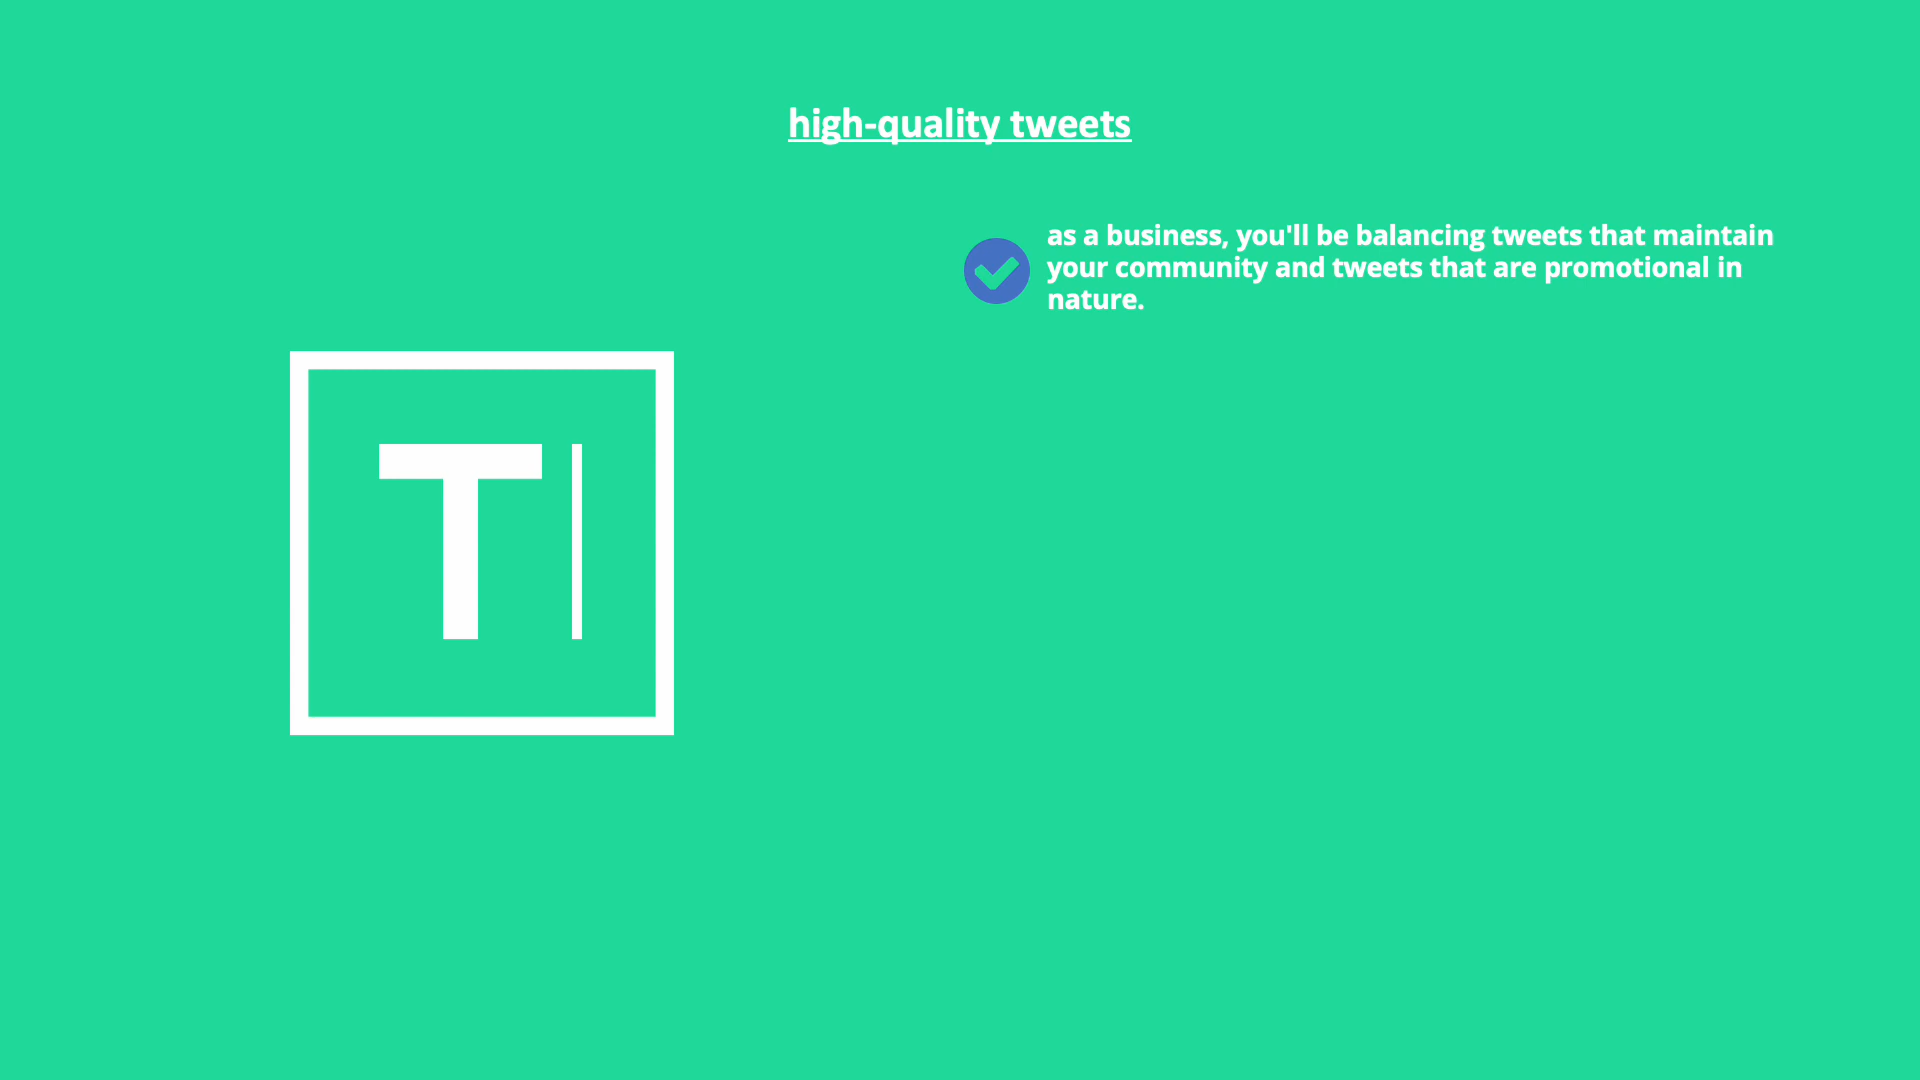 high-quality tweets
as a business, you'll be balancing tweets that maintain
your community and tweets that are promotional in
nature.
T